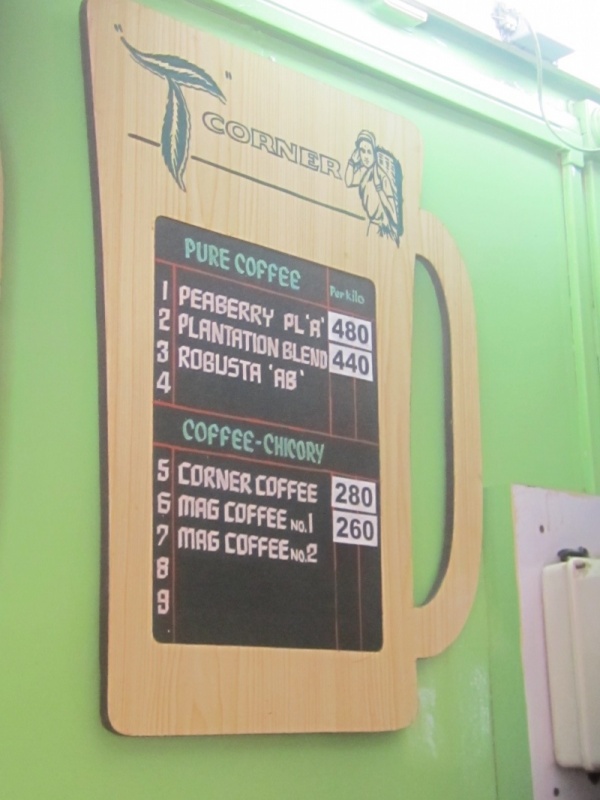 "T" CORNER
PURE COFFEE Per kilo
1 PEABERRY PL 'A' 480
2 PLANTATION BLEND 440
3 ROBUSTA 'AB'
4
COFFEE-CHICORY
5 CORNER COFFEE 280
6 MAG COFFEE NO.1 260
7 MAG COFFEE NO.2
8
9